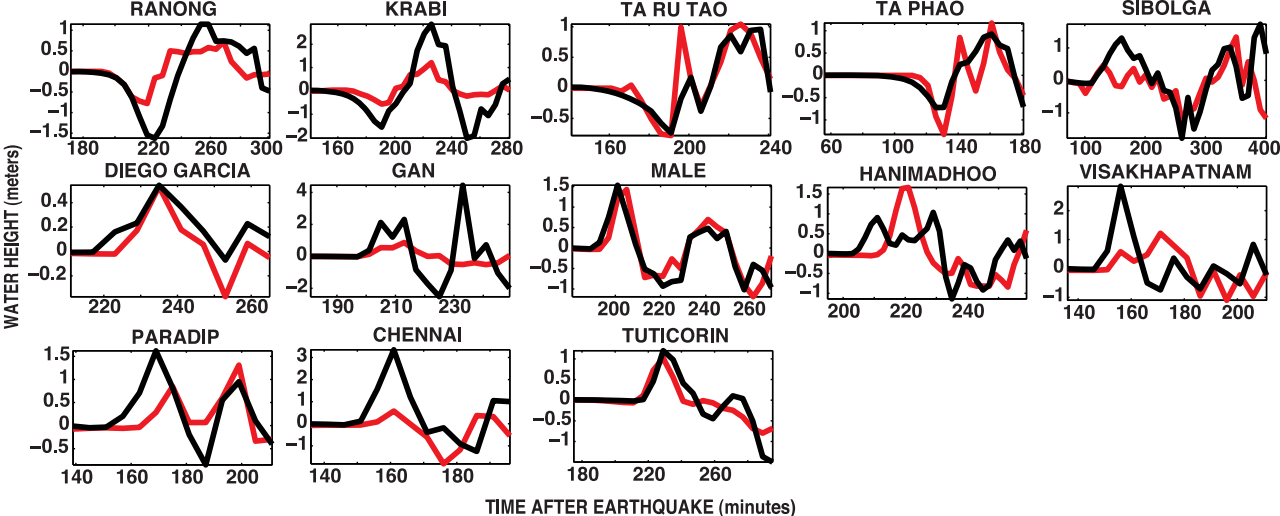 RANONG KRABI TA RU TAO TA PHAO SIBOLGA
1 0.5 0 −0.5 −1 −1.5
180 220 260 300
2 1 0 −1 −2
160 200 240 280
1 0.5 0 −0.5
140 200 240
1 0.5 0 −0.5
60 100 140 180
1 0.5 0 −0.5 −1
100 200 300 400
DIEGO GARCIA GAN MALE HANIMADHOO VISAKHAPATNAM
0.4 0.2 0 −0.2
220 240 260
4 2 0 −2
190 210 230
1.5 1 0.5 0 −0.5 −1
200 220 240 260
1.5 1 0.5 0 −0.5 −1
200 220 240
2 1 0 −1
140 160 180 200
PARADIP CHENNAI TUTICORIN
1.5 1 0.5 0 −0.5
140 160 180 200
3 2 1 0 −1
140 160 180
1 0.5 0 −0.5 −1
180 220 260
WATER HEIGHT (meters)
TIME AFTER EARTHQUAKE (minutes)